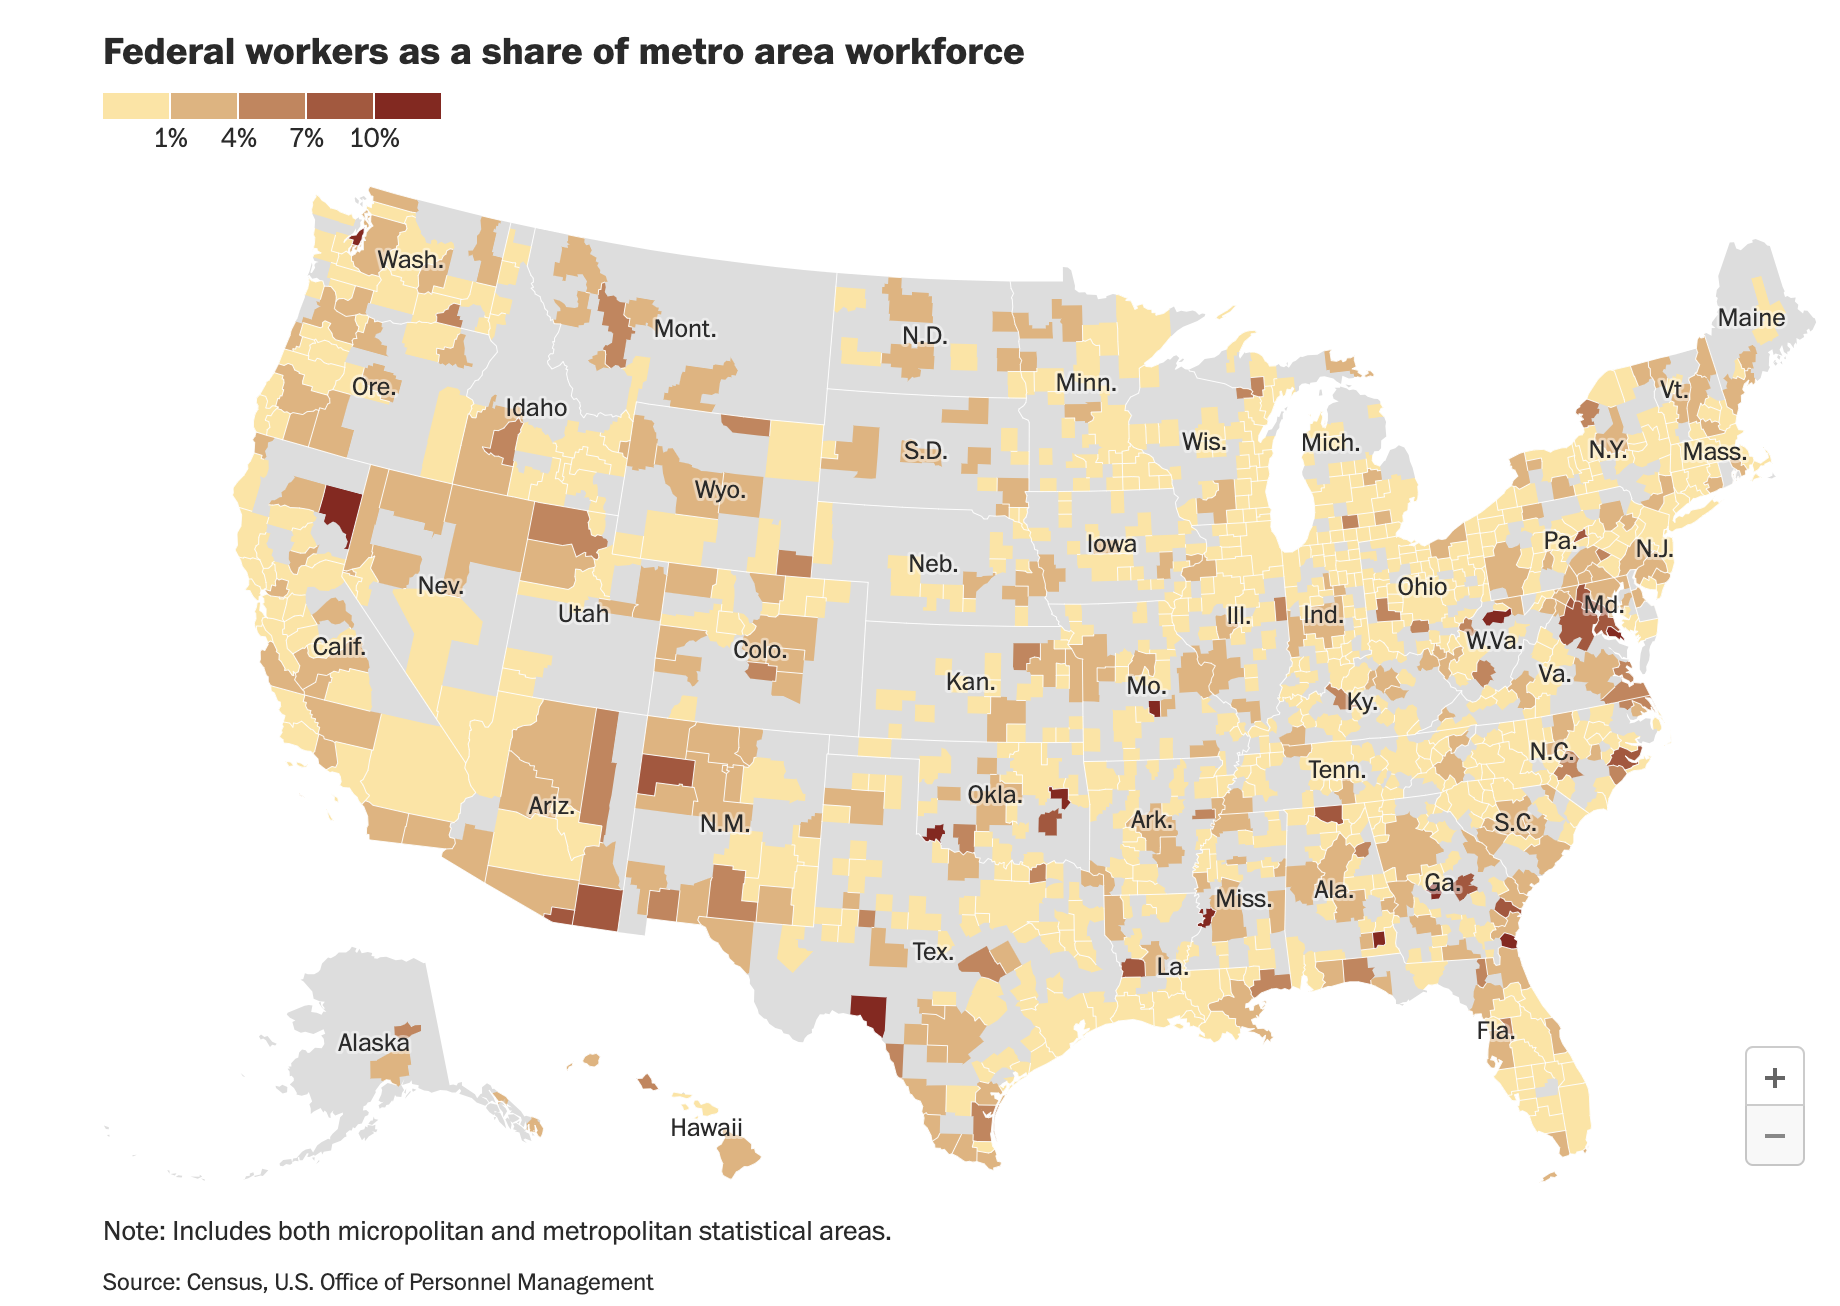 Federal workers as a share of metro area workforce
1% 4% 7% 10%
Wash.
Mont.
N.D.
Minn.
Maine
Ore.
Idaho
Vt.
S.D.
Wis.
Mich.
N.Y.
Mass.
Wyo.
Neb.
Iowa
Pa.
N.J.
Nev.
Utah
Ill.
Ind.
Ohio
Md.
Calif.
Colo.
Kan.
Mo.
Ky.
W.Va.
Va.
Ariz.
N.M.
Okla.
Ark.
Tenn.
N.C.
S.C.
Tex.
La.
Miss.
Ala.
Ga.
Fla.
Alaska
Hawaii
+
−
Note: Includes both micropolitan and metropolitan statistical areas.
Source: Census, U.S. Office of Personnel Management